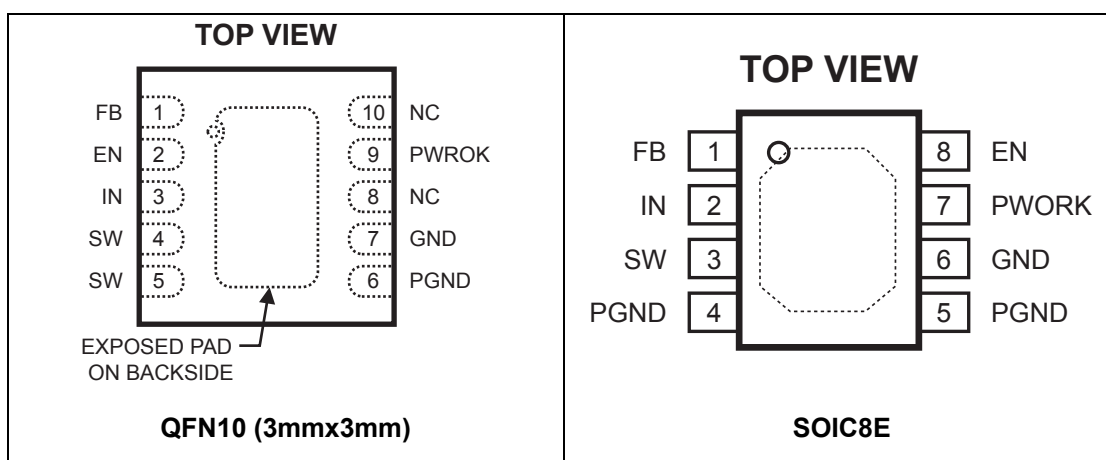 TOP VIEW
FB 1 10 NC
EN 2 9 PWROK
IN 3 8 NC
SW 4 7 GND
SW 5 6 PGND
EXPOSED PAD
ON BACKSIDE
QFN10 (3mmx3mm)
TOP VIEW
FB 1 8 EN
IN 2 7 PWORK
SW 3 6 GND
PGND 4 5 PGND
SOIC8E